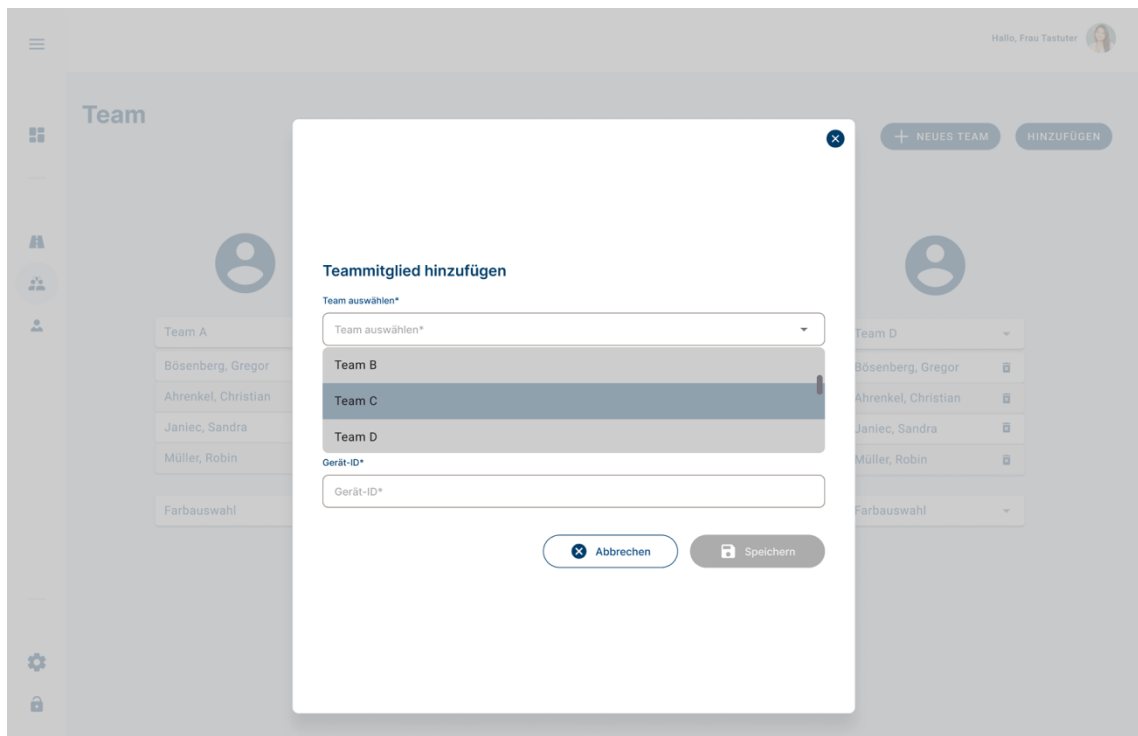 Hallo, Frau Tastuter
Team
NEUES TEAM
HINZUFÜGEN
Teammitglied hinzufügen
Team auswählen*
Team auswählen*
Team B
Team C
Team D
Gerät-ID*
Gerät-ID*
Abbrechen
Speichern
Team A
Bösenberg, Gregor
Ahrenkel, Christian
Janiec, Sandra
Müller, Robin
Farbauswahl
Team D
Bösenberg, Gregor
Ahrenkel, Christian
Janiec, Sandra
Müller, Robin
Farbauswahl